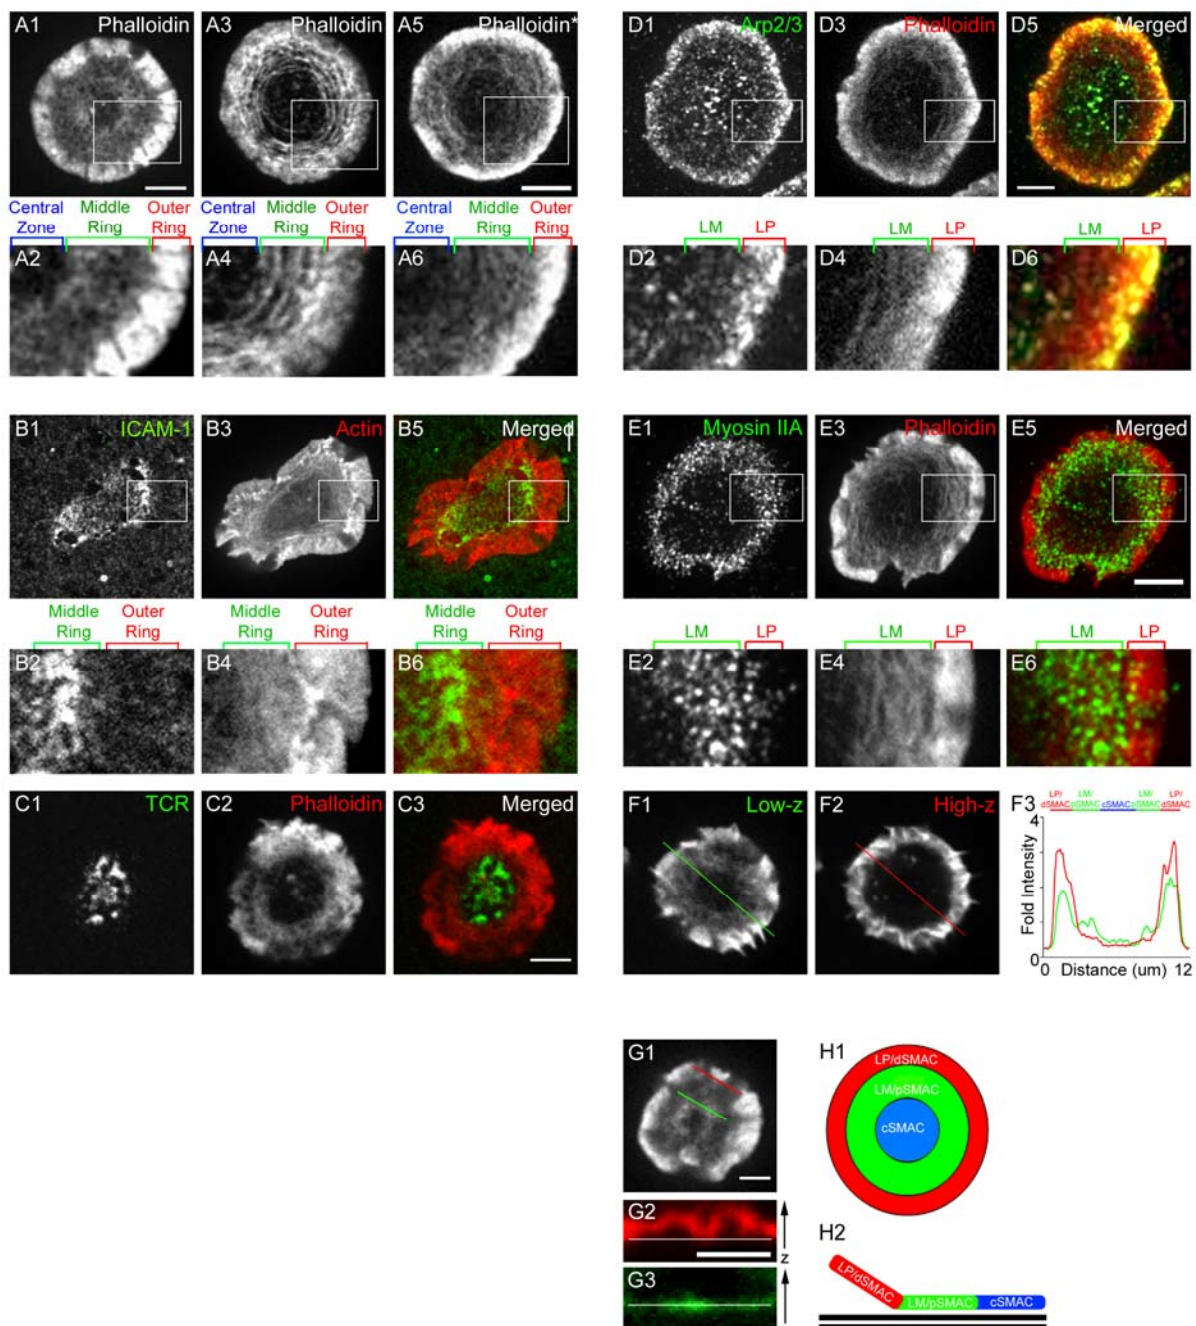 A1 Phalloidin
A3 Phalloidin
A5 Phalloidin*
Central Zone
Middle Ring
Outer Ring
Central Zone
Middle Ring
Outer Ring
Central Zone
Middle Ring
Outer Ring
A2
A4
A6
B1 ICAM-1
B3 Actin
B5 Merged
Middle Ring
Outer Ring
Middle Ring
Outer Ring
Middle Ring
Outer Ring
B2
B4
B6
C1 TCR
C2 Phalloidin
C3 Merged
D1 Arp2/3
D3 Phalloidin
D5 Merged
LM LP
LM LP
LM LP
D2
D4
D6
E1 Myosin IIA
E3 Phalloidin
E5 Merged
LM LP
LM LP
LM LP
E2
E4
E6
F1 Low-z
F2 High-z
F3
LP/ LM/ LM/ LP/
dSMAC pSMAC cSMAC pSMAC dSMAC
4
Fold Intensity
0
0 Distance (um) 12
G1
G2
z
G3
H1
LP/dSMAC
LM/pSMAC
cSMAC
H2
LP/dSMAC
LM/pSMAC
cSMAC